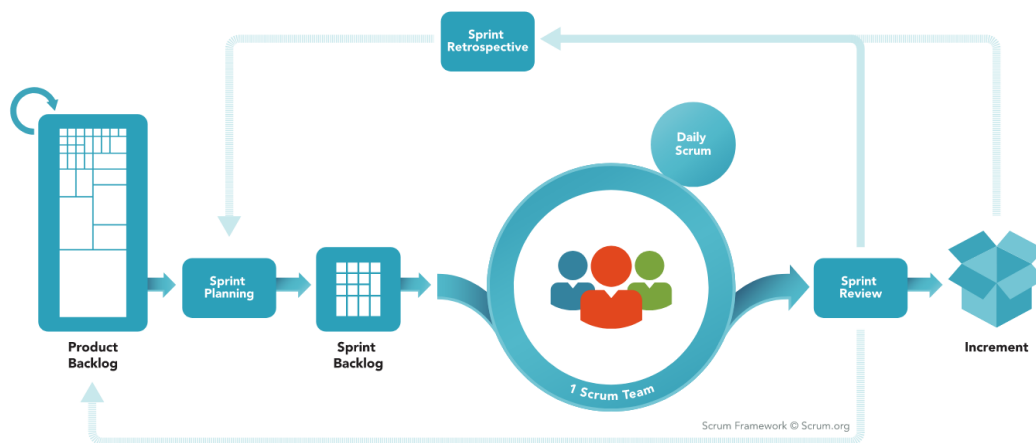 Sprint
Retrospective
Daily
Scrum
Sprint
Planning
Sprint
Review
Product
Backlog
Sprint
Backlog
1 Scrum Team
Increment
Scrum Framework © Scrum.org